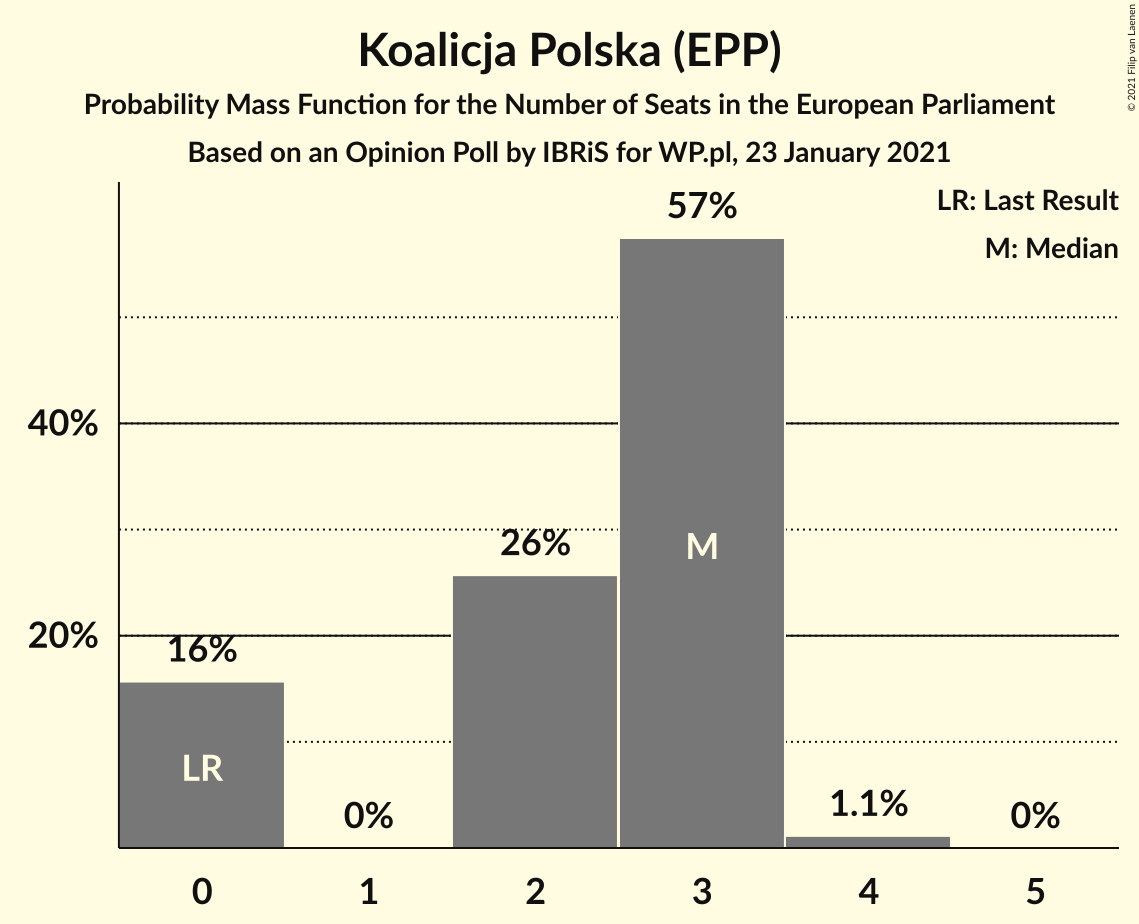 Koalicja Polska (EPP)
Probability Mass Function for the Number of Seats in the European Parliament
Based on an Opinion Poll by IBRiS for WP.pl, 23 January 2021
© 2021 Filip van Laenen
LR: Last Result
M: Median
57%
40%
26%
M
20%
16%
LR
0%
1.1%
0%
0 1 2 3 4 5